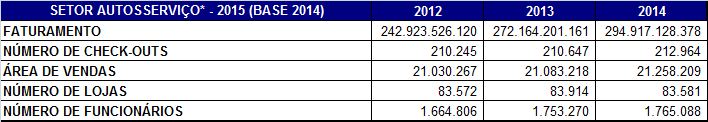 SETOR AUTOSSERVIÇO* - 2015 (BASE 2014) 2012 2013 2014
FATURAMENTO 242.923.526.120 272.164.201.161 294.917.128.378
NÚMERO DE CHECK-OUTS 210.245 210.647 212.964
ÁREA DE VENDAS 21.030.267 21.083.218 21.258.209
NÚMERO DE LOJAS 83.572 83.914 83.581
NÚMERO DE FUNCIONÁRIOS 1.664.806 1.753.270 1.765.088